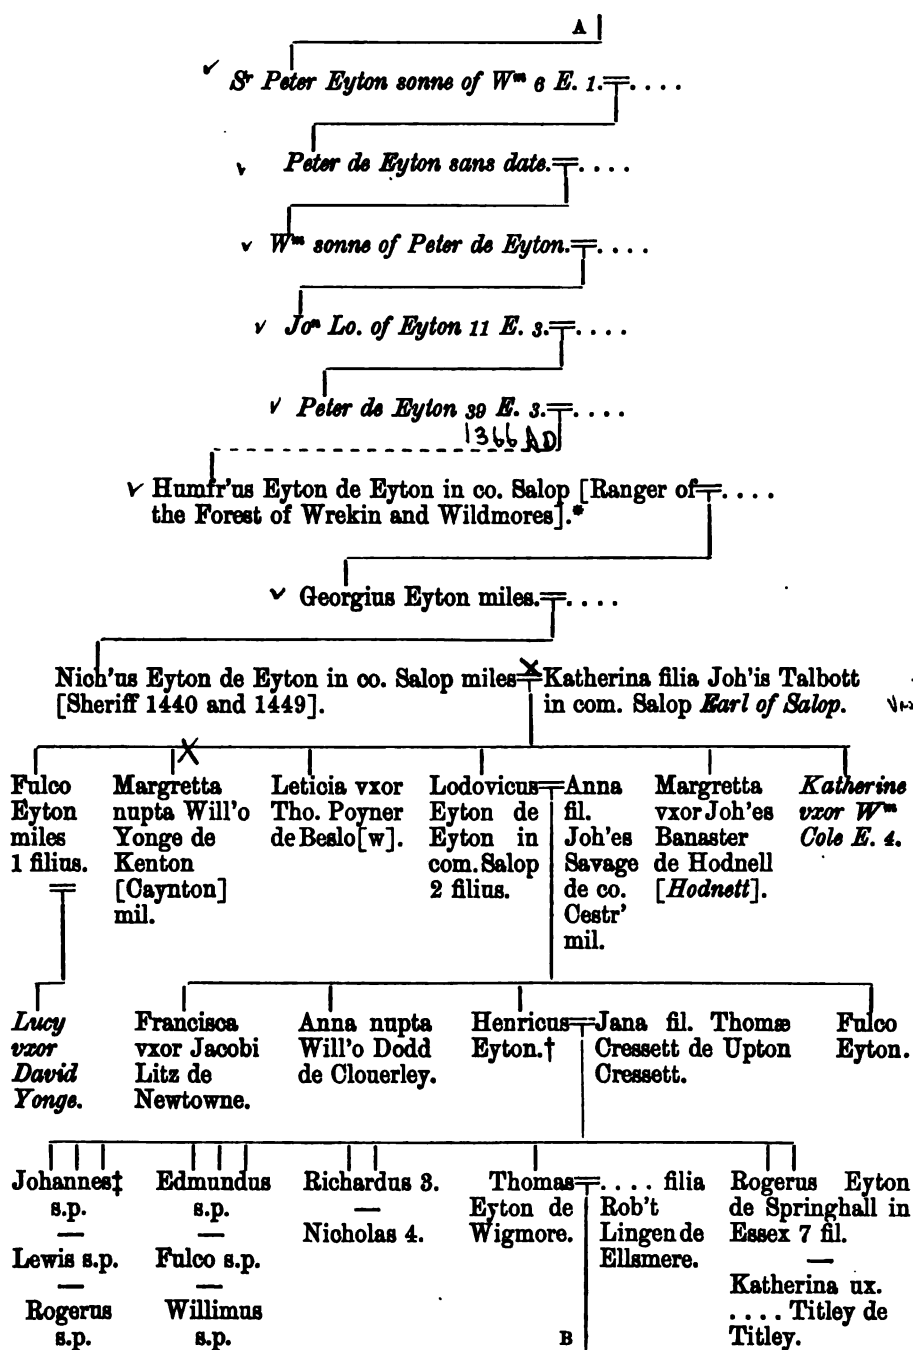 A
✓ Sr Peter Eyton sonne of Wm 6 E. 1. = . . . .
✓ Peter de Eyton sans date. = . . . .
✓ Wm sonne of Peter de Eyton. = . . . .
✓ Jon Lo. of Eyton 11 E. 3. = . . . .
✓ Peter de Eyton 39 E. 3. = . . . .
1366 AD
✓ Humfr'us Eyton de Eyton in co. Salop [Ranger of = . . . .
the Forest of Wrekin and Wildmores].*
✓ Georgius Eyton miles. = . . . .
Nich'us Eyton de Eyton in co. Salop miles
[Sheriff 1440 and 1449].
X
Katherina filia Joh'is Talbott
in com. Salop Earl of Salop.
Fulco
Eyton
miles
1 filius.
X
Margretta
nupta Will'o
Yonge de
Kenton
[Caynton]
mil.
Leticia vxor
Tho. Poyner
de Beslo[w].
Lodovicus
Eyton de
Eyton in
com. Salop
2 filius.
Anna
fil.
Joh'es
Savage
de co.
Cestr'
mil.
Margretta
vxor Joh'es
Banaster
de Hodnell
[Hodnett].
Katherine
vxor Wm
Cole E. 4.
Lucy
vxor
David
Yonge.
Francisca
vxor Jacobi
Litz de
Newtowne.
Anna nupta
Will'o Dodd
de Clouerley.
Henricus
Eyton.†
Jana fil. Thomæ
Cressett de Upton
Cressett.
Fulco
Eyton.
Johannes‡
s.p.
—
Lewis s.p.
—
Rogerus
s.p.
Edmundus
s.p.
—
Fulco s.p.
—
Willimus
s.p.
Richardus 3.
—
Nicholas 4.
Thomas
Eyton de
Wigmore.
. . . . filia
Rob't
Lingen de
Ellsmere.
Rogerus Eyton
de Springhall in
Essex 7 fil.
—
Katherina ux.
. . . . Titley de
Titley.
B